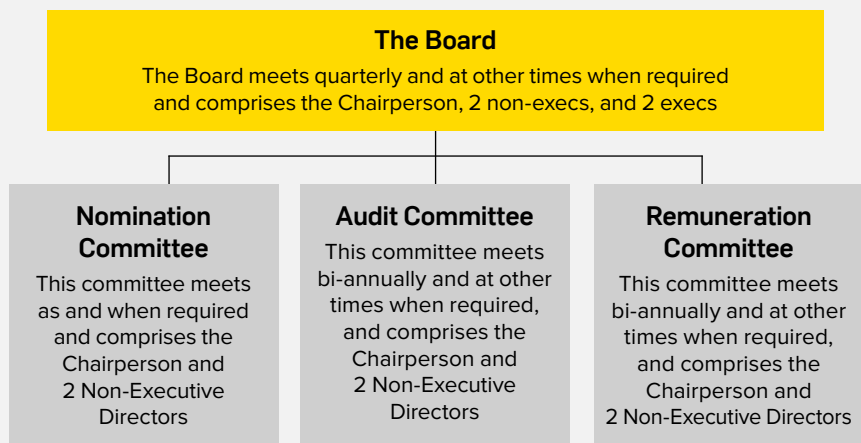 The Board
The Board meets quarterly and at other times when required
and comprises the Chairperson, 2 non-execs, and 2 execs
Nomination
Committee
This committee meets
as and when required
and comprises the
Chairperson and
2 Non-Executive
Directors
Audit Committee
This committee meets
bi-annually and at other
times when required,
and comprises the
Chairperson and
2 Non-Executive
Directors
Remuneration
Committee
This committee meets
bi-annually and at other
times when required,
and comprises the
Chairperson and
2 Non-Executive Directors